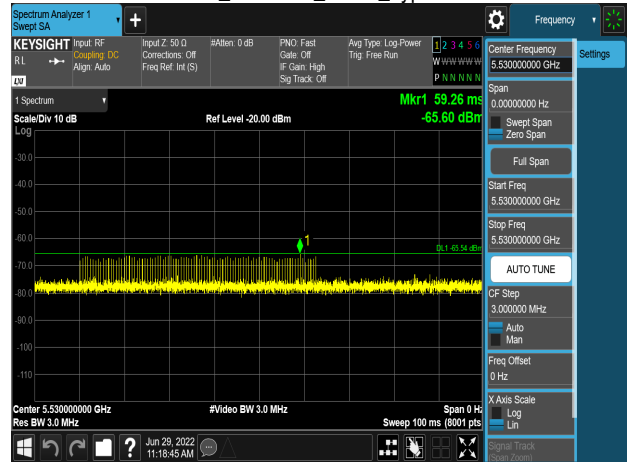 Spectrum Analyzer 1
Swept SA
Frequency
KEYSIGHT
RL
LXI
Input: RF
Coupling: DC
Align: Auto
Input Z: 50 Ω
Corrections: Off
Freq Ref: Int (S)
#Atten: 0 dB
PNO: Fast
Gate: Off
IF Gain: High
Sig Track: Off
Avg Type: Log-Power
Trig: Free Run
1 2 3 4 5 6
W W W W W W
P N N N N N
1 Spectrum
Scale/Div 10 dB
Ref Level -20.00 dBm
Mkr1 59.26 ms
-65.60 dBm
Log
-30.0
-40.0
-50.0
-60.0
-70.0
-80.0
-90.0
-100
-110
1
DL1 -65.54 dBm
Center 5.530000000 GHz
Res BW 3.0 MHz
#Video BW 3.0 MHz
Span 0 Hz
Sweep 100 ms (8001 pts)
Jun 29, 2022
11:18:45 AM
Center Frequency
5.530000000 GHz
Settings
Span
0.00000000 Hz
Swept Span
Zero Span
Full Span
Start Freq
5.530000000 GHz
Stop Freq
5.530000000 GHz
AUTO TUNE
CF Step
3.000000 MHz
Auto
Man
Freq Offset
0 Hz
X Axis Scale
Log
Lin
Signal Track
(Span Zoom)